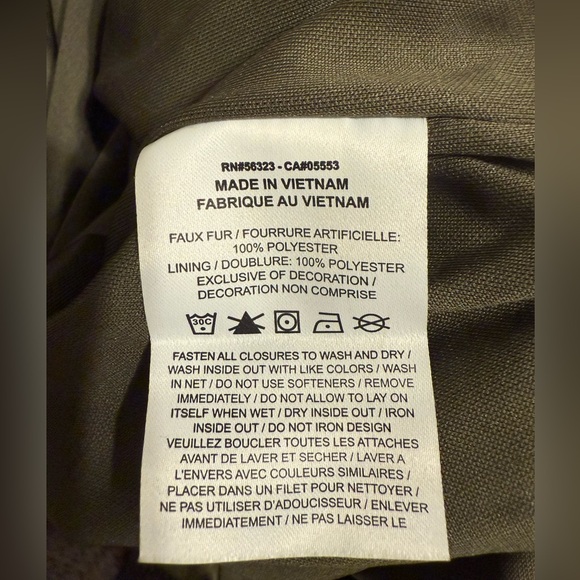 RN#56323 - CA#05553
MADE IN VIETNAM
FABRIQUE AU VIETNAM
FAUX FUR / FOURRURE ARTIFICIELLE:
100% POLYESTER
LINING / DOUBLURE: 100% POLYESTER
EXCLUSIVE OF DECORATION /
DECORATION NON COMPRISE
30C
FASTEN ALL CLOSURES TO WASH AND DRY /
WASH INSIDE OUT WITH LIKE COLORS / WASH
IN NET / DO NOT USE SOFTENERS / REMOVE
IMMEDIATELY / DO NOT ALLOW TO LAY ON
ITSELF WHEN WET / DRY INSIDE OUT / IRON
INSIDE OUT / DO NOT IRON DESIGN
VEUILLEZ BOUCLER TOUTES LES ATTACHES
AVANT DE LAVER ET SECHER / LAVER A
L'ENVERS AVEC COULEURS SIMILAIRES /
PLACER DANS UN FILET POUR NETTOYER /
NE PAS UTILISER D'ADOUCISSEUR / ENLEVER
IMMEDIATEMENT / NE PAS LAISSER LE